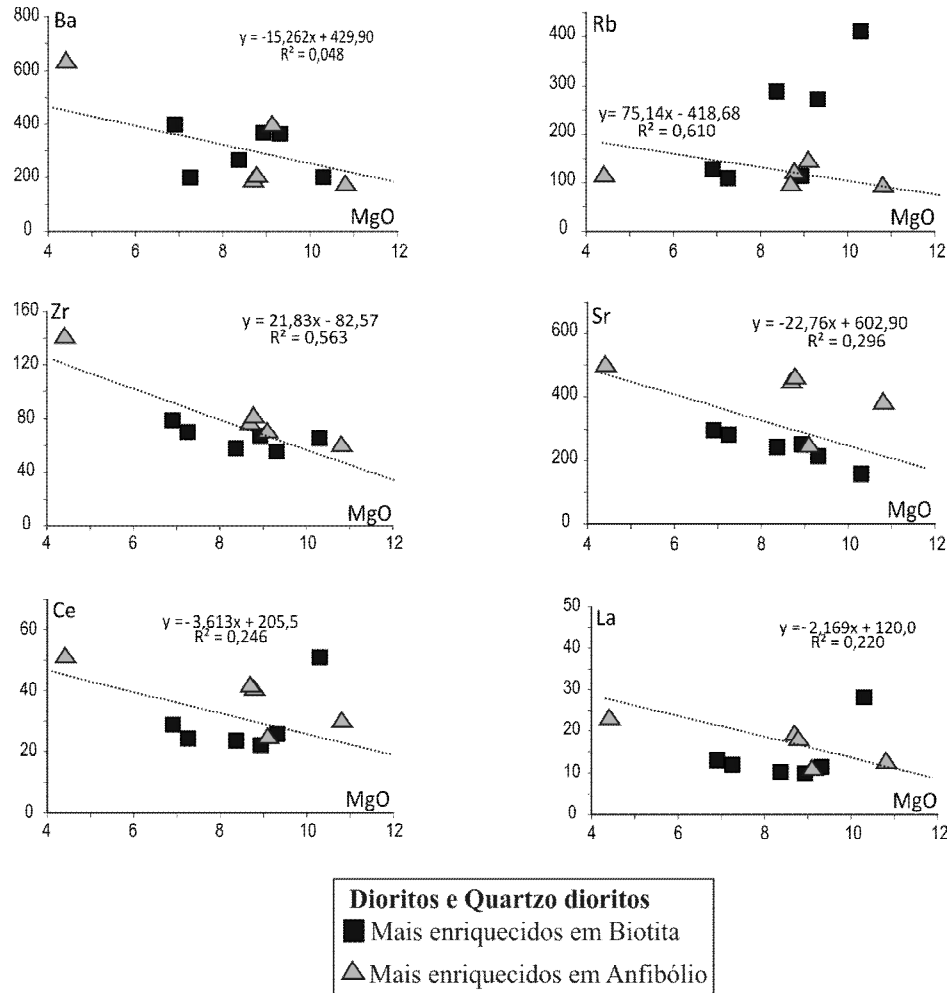 Ba
y = -15,262x + 429,90
R² = 0,048
800
600
400
200
0
MgO
4 6 8 10 12
Rb
y = 75,14x - 418,68
R² = 0,610
400
300
200
100
0
MgO
4 6 8 10 12
Zr
y = 21,83x - 82,57
R² = 0,563
160
120
80
40
0
MgO
4 6 8 10 12
Sr
y = -22,76x + 602,90
R² = 0,296
600
400
200
0
MgO
4 6 8 10 12
Ce
y = -3,613x + 205,5
R² = 0,246
60
40
20
0
MgO
4 6 8 10 12
La
y = -2,169x + 120,0
R² = 0,220
50
40
30
20
10
0
MgO
4 6 8 10 12
Dioritos e Quartzo dioritos
Mais enriquecidos em Biotita
Mais enriquecidos em Anfibólio